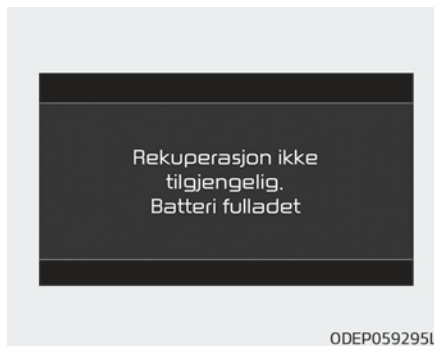 Rekuperasjon ikke
tilgjengelig.
Batteri fulladet
ODEP059295L